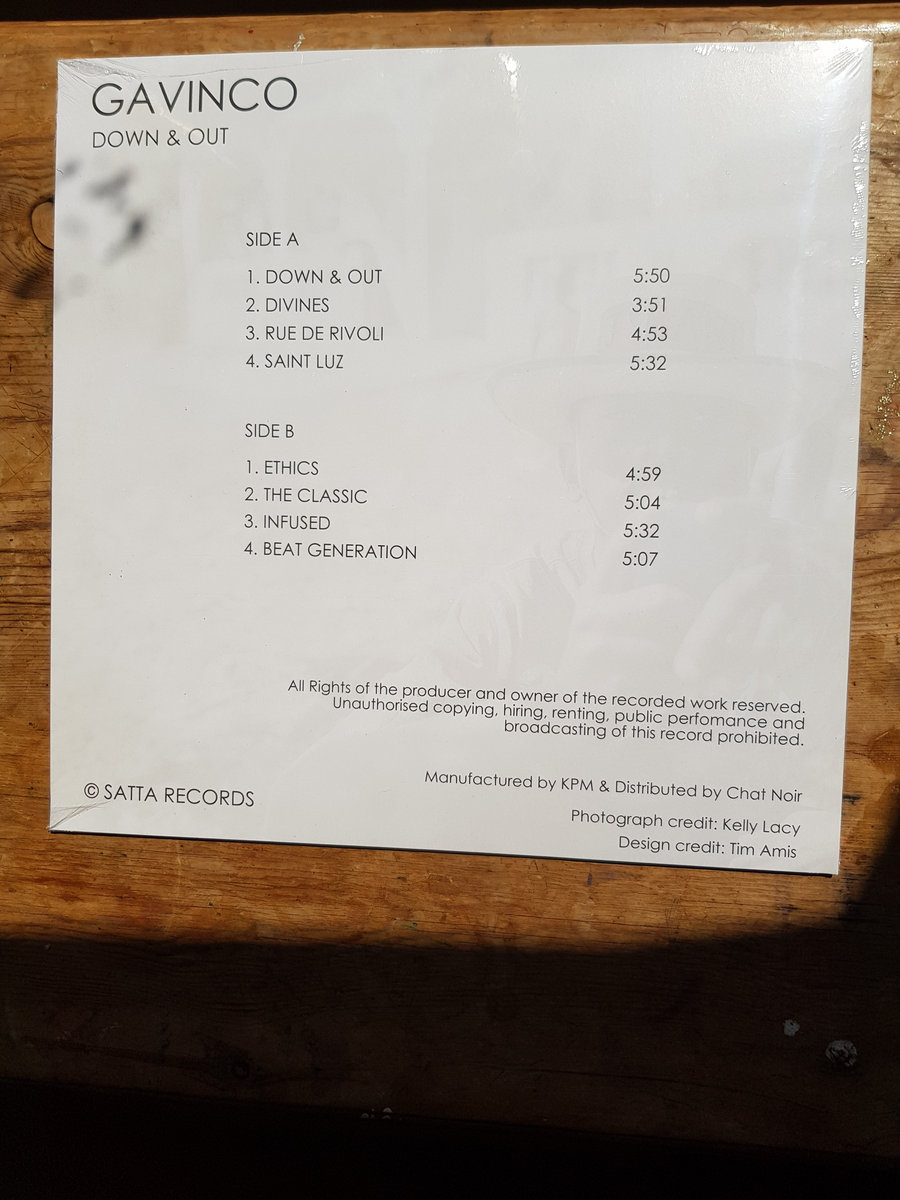 GAVINCO
DOWN & OUT
SIDE A
1. DOWN & OUT 5:50
2. DIVINES 3:51
3. RUE DE RIVOLI 4:53
4. SAINT LUZ 5:32
SIDE B
1. ETHICS 4:59
2. THE CLASSIC 5:04
3. INFUSED 5:32
4. BEAT GENERATION 5:07
All Rights of the producer and owner of the recorded work reserved.
Unauthorised copying, hiring, renting, public perfomance and
broadcasting of this record prohibited.
Manufactured by KPM & Distributed by Chat Noir
© SATTA RECORDS
Photograph credit: Kelly Lacy
Design credit: Tim Amis